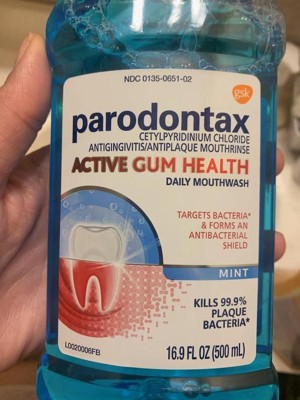 NDC 0135-0651-02
gsk
parodontax
CETYLPYRIDINIUM CHLORIDE
ANTIGINGIVITIS/ANTIPLAQUE MOUTHRINSE
ACTIVE GUM HEALTH
DAILY MOUTHWASH
TARGETS BACTERIA*
& FORMS AN
ANTIBACTERIAL
SHIELD
MINT
KILLS 99.9%
PLAQUE
BACTERIA*
L0020006FB
16.9 FL OZ (500 mL)